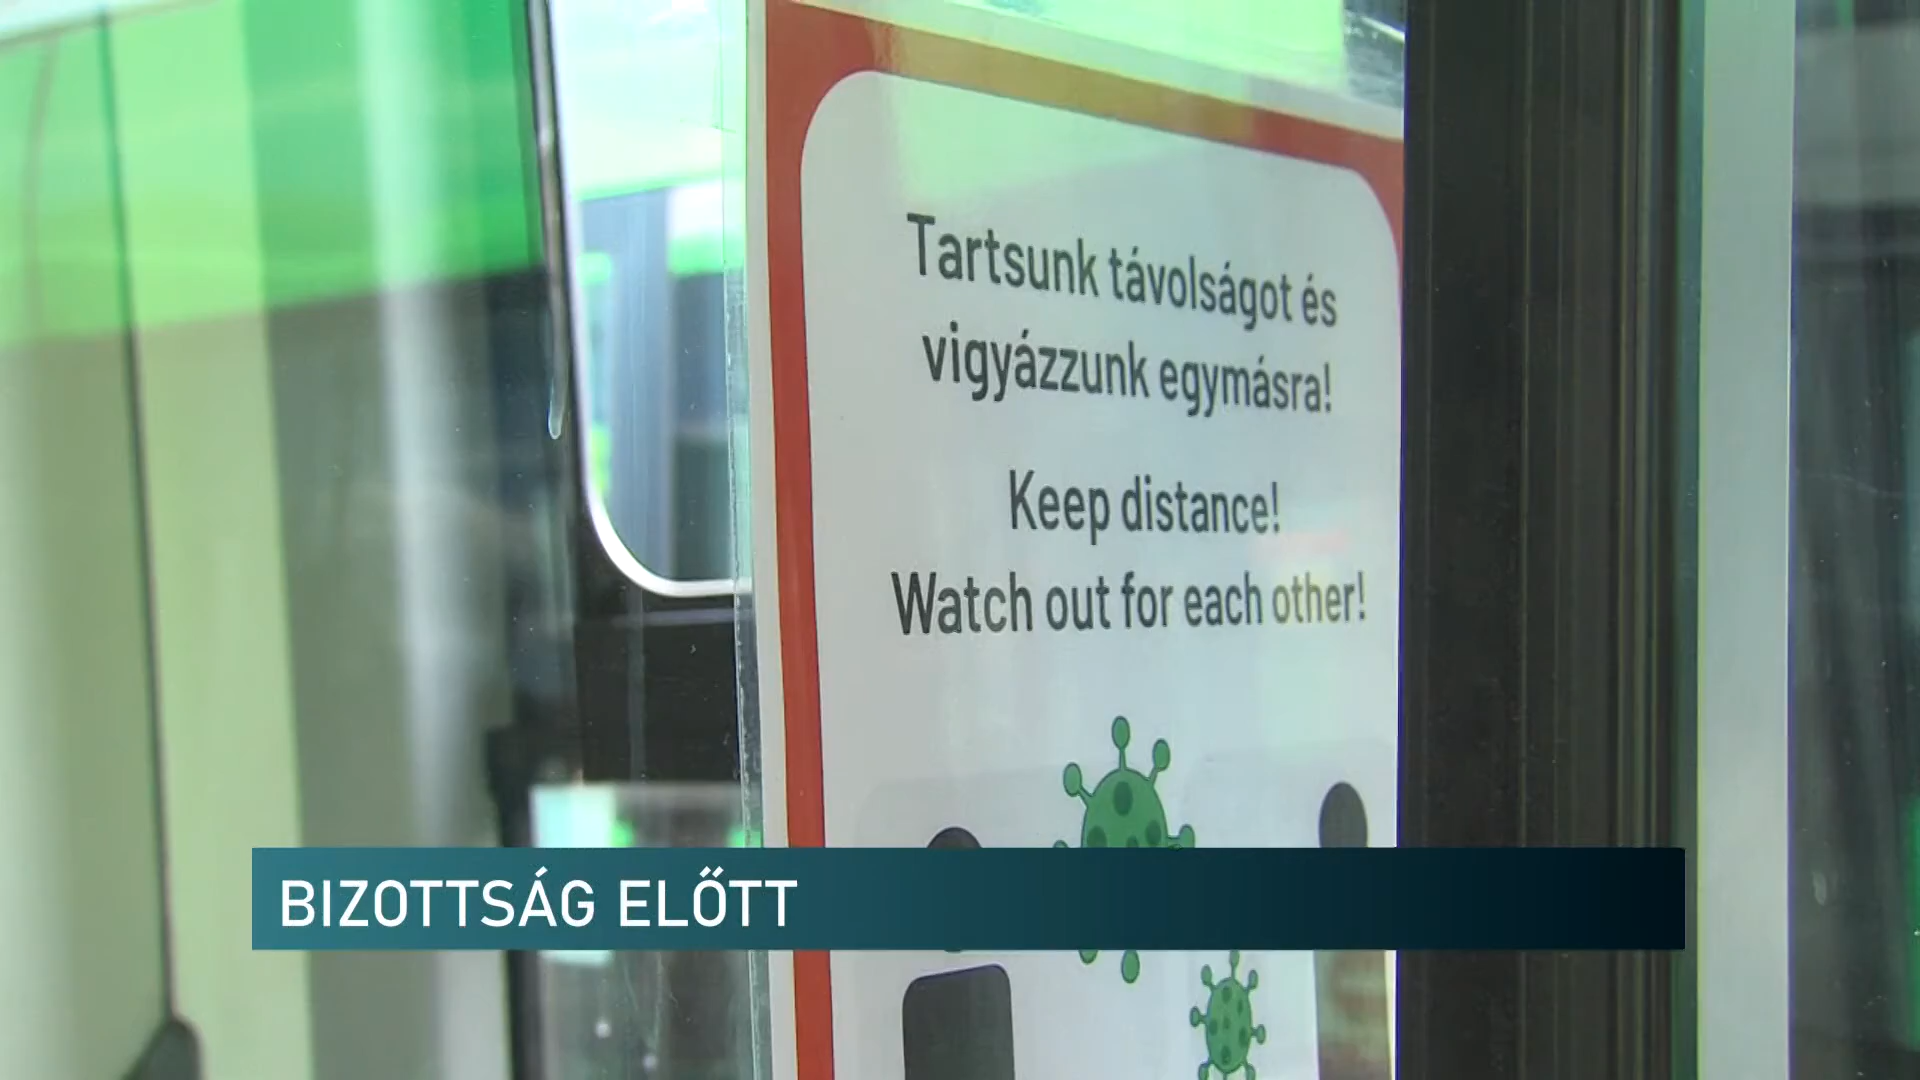 Tartsunk távolságot és
vigyázzunk egymásra!
Keep distance!
Watch out for each other!
BIZOTTSÁG ELŐTT